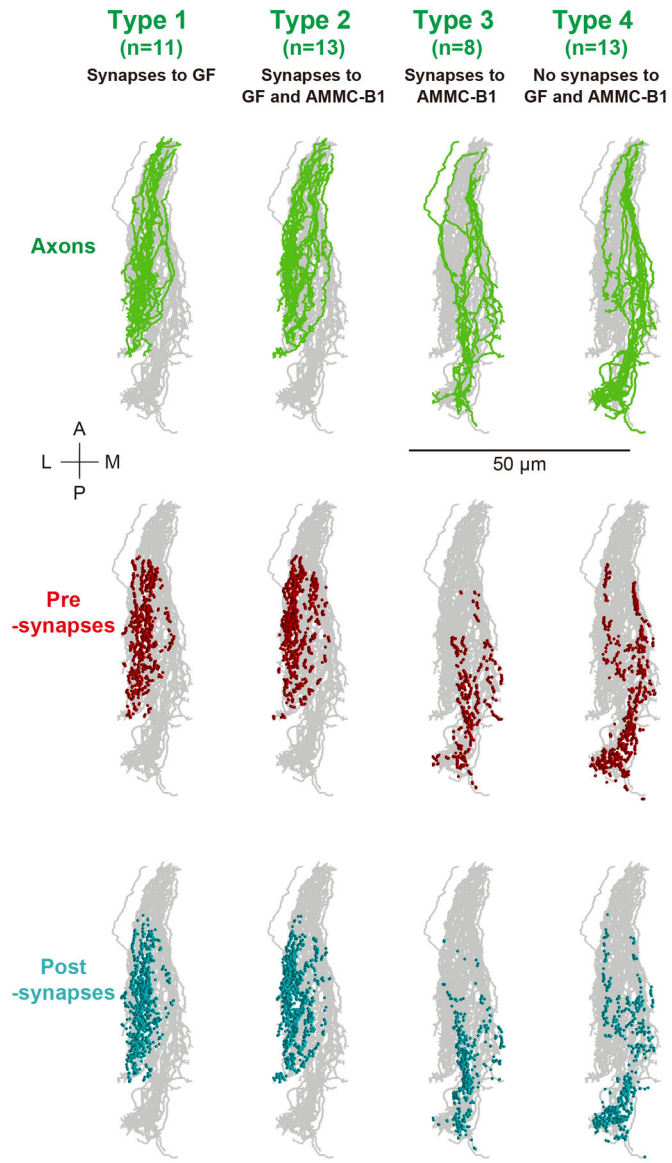 Type 1
(n=11)
Synapses to GF
Type 2
(n=13)
Synapses to
GF and AMMC-B1
Type 3
(n=8)
Synapses to
AMMC-B1
Type 4
(n=13)
No synapses to
GF and AMMC-B1
Axons
A
L
M
P
50 μm
Pre
-synapses
Post
-synapses